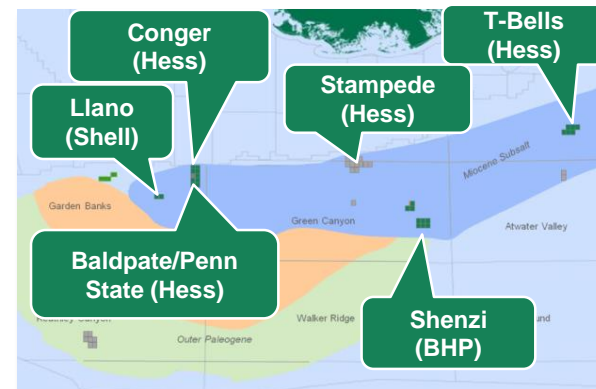 Conger
(Hess)
T-Bells
(Hess)
Stampede
(Hess)
Llano
(Shell)
Miocene Subsalt
Garden Banks
Green Canyon
Atwater Valley
Baldpate/Penn
State (Hess)
Shenzi
(BHP)
Walker Ridge
Outer Paleogene